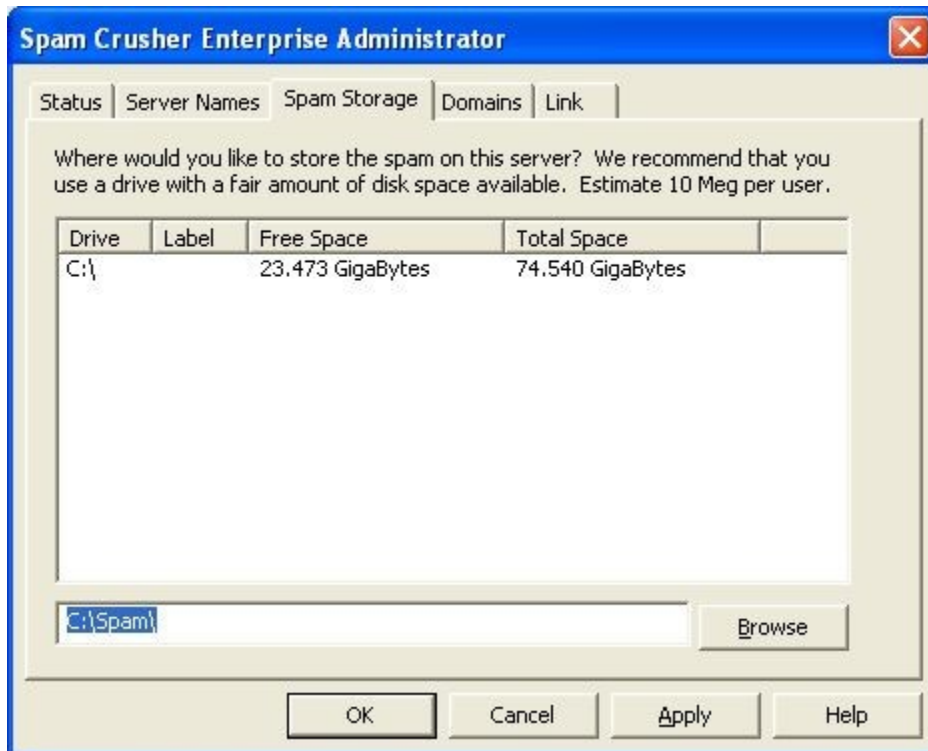 Spam Crusher Enterprise Administrator
Status Server Names Spam Storage Domains Link
Where would you like to store the spam on this server?  We recommend that you
use a drive with a fair amount of disk space available.  Estimate 10 Meg per user.
Drive Label Free Space Total Space
C:\ 23.473 GigaBytes 74.540 GigaBytes
C:\Spam\ Browse
OK Cancel Apply Help